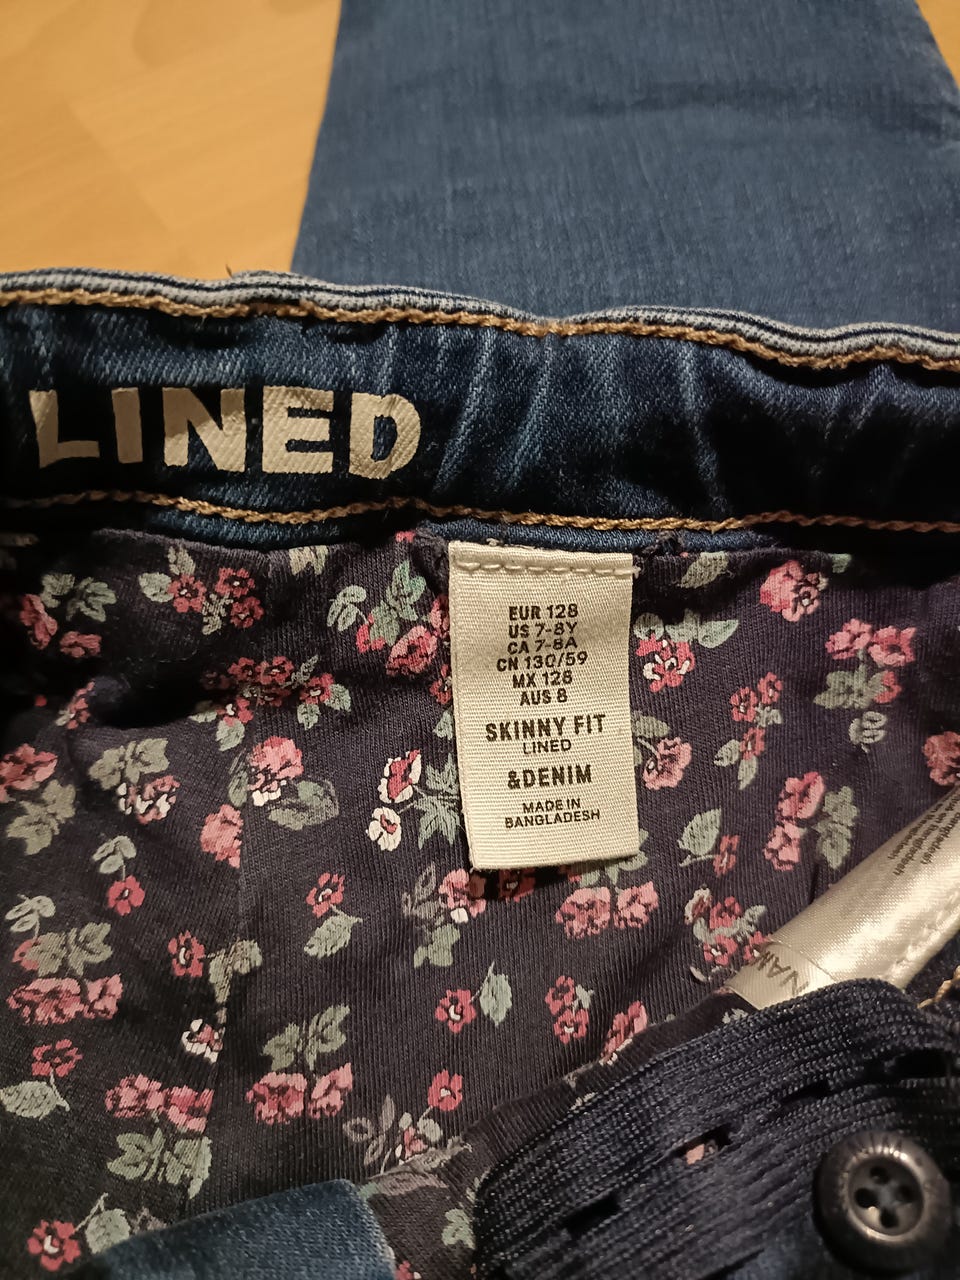 LINED
EUR 128
US 7-8Y
CA 7-8A
CN 130/59
MX 128
AUS 8
SKINNY FIT
LINED
&DENIM
MADE IN
BANGLADESH